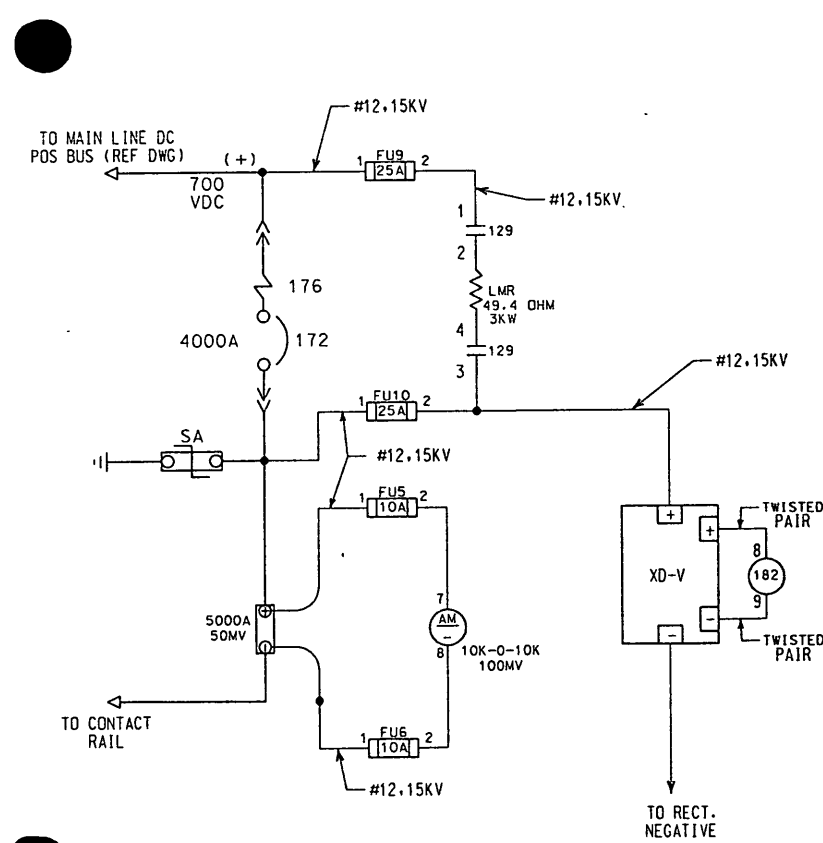 #12,15KV
TO MAIN LINE DC
POS BUS (REF DWG)
(+)
700
VDC
1 FU9 2
25A
#12,15KV
1
129
2
176
LMR
49.4 OHM
3KW
4000A
172
4
129
3
#12,15KV
1 FU10 2
25A
SA
#12,15KV
1 FU5 2
10A
+
+
TWISTED
PAIR
8
XD-V
182
9
-
-
TWISTED
PAIR
5000A
50MV
7
AM
-
8
10K-0-10K
100MV
TO CONTACT
RAIL
1 FU6 2
10A
#12,15KV
TO RECT.
NEGATIVE